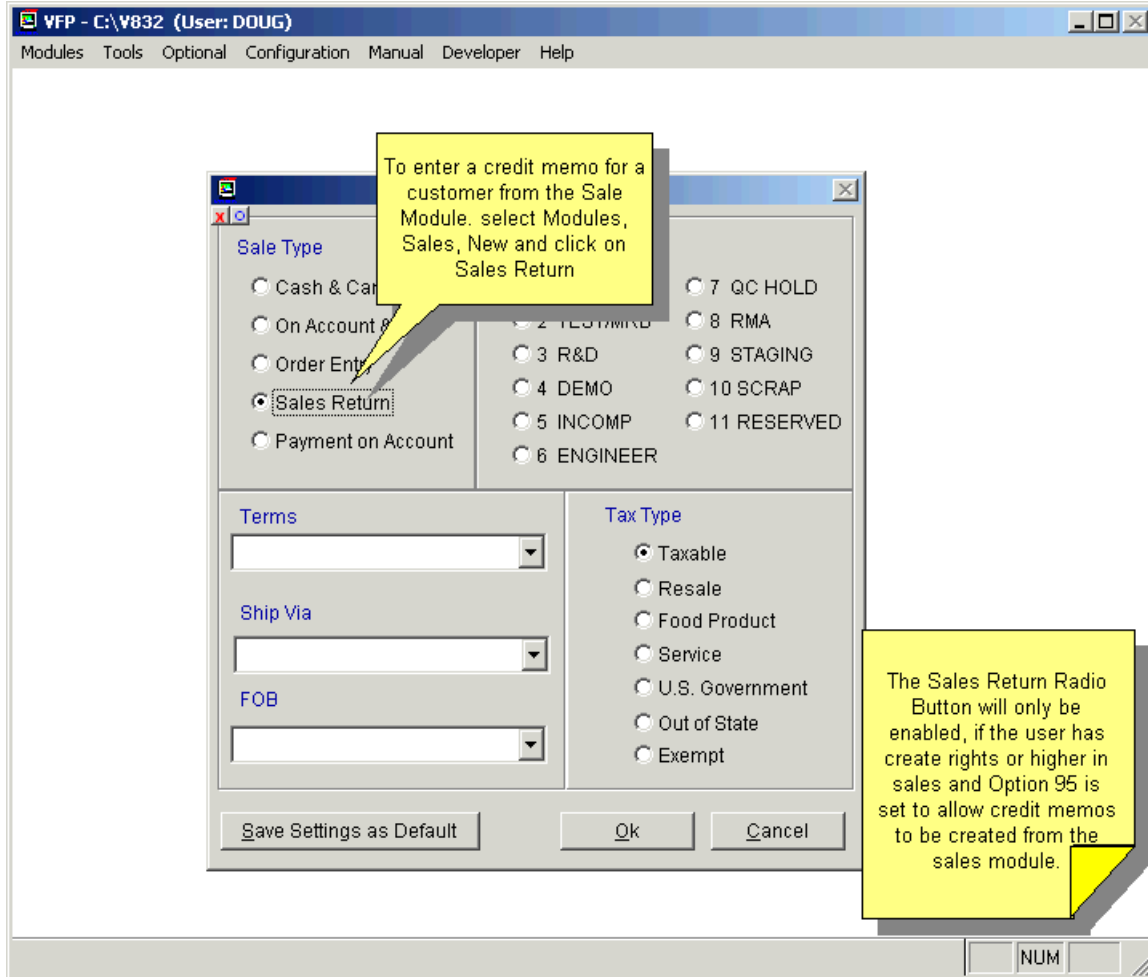 VFP - C:\V832 (User: DOUG)
Modules Tools Optional Configuration Manual Developer Help
To enter a credit memo for a
customer from the Sale
Module. select Modules,
Sales, New and click on
Sales Return
Sale Type
Cash &
On Account &
Order Entry
Sales Return
Payment on Account
2 TEST/MRB
3 R&D
4 DEMO
5 INCOMP
6 ENGINEER
7 QC HOLD
8 RMA
9 STAGING
10 SCRAP
11 RESERVED
Terms
Ship Via
FOB
Tax Type
Taxable
Resale
Food Product
Service
U.S. Government
Out of State
Exempt
Save Settings as Default
Ok
Cancel
The Sales Return Radio
Button will only be
enabled, if the user has
create rights or higher in
sales and Option 95 is
set to allow credit memos
to be created from the
sales module.
NUM